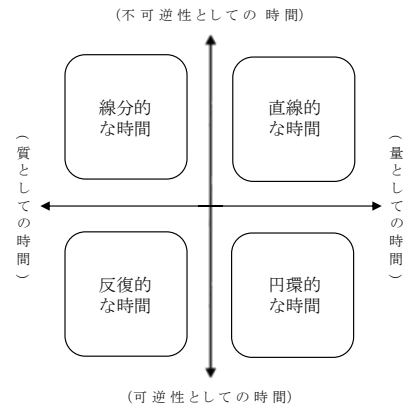 (不可逆性としての時間)
線分的
な時間
直線的
な時間
(質としての時間)
(量としての時間)
反復的
な時間
円環的
な時間
(可逆性としての時間)